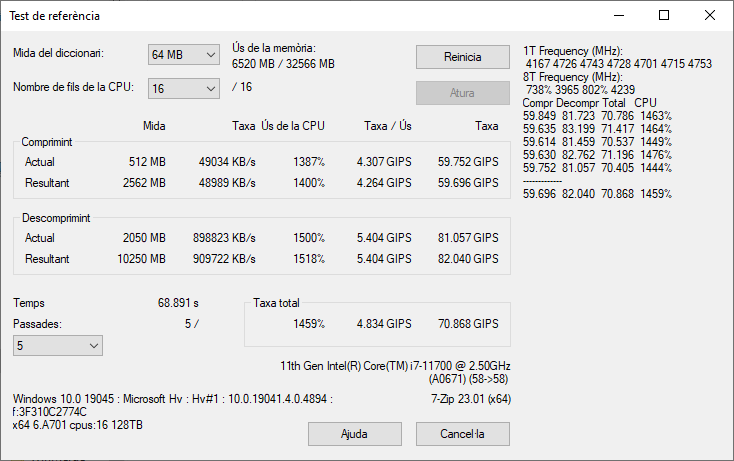 Test de referència
Mida del diccionari: 64 MB
Ús de la memòria:
6520 MB / 32566 MB
Reinicia
Nombre de fils de la CPU: 16 / 16
Atura
Mida Taxa Ús de la CPU Taxa / Ús Taxa
Comprimint
Actual 512 MB 49034 KB/s 1387% 4.307 GIPS 59.752 GIPS
Resultant 2562 MB 48989 KB/s 1400% 4.264 GIPS 59.696 GIPS
Descomprimint
Actual 2050 MB 898823 KB/s 1500% 5.404 GIPS 81.057 GIPS
Resultant 10250 MB 909722 KB/s 1518% 5.404 GIPS 82.040 GIPS
Temps 68.891 s
Passades: 5 /
5
Taxa total
1459% 4.834 GIPS 70.868 GIPS
11th Gen Intel(R) Core(TM) i7-11700 @ 2.50GHz
(A0671) (58->58)
Windows 10.0 19045 : Microsoft Hv : Hv#1 : 10.0.19041.4.0.4894 :
f:3F310C2774C
x64 6.A701 cpus:16 128TB
7-Zip 23.01 (x64)
Ajuda
Cancel·la
1T Frequency (MHz):
4167 4726 4743 4728 4701 4715 4753
8T Frequency (MHz):
738% 3965 802% 4239
Compr Decompr Total CPU
59.849 81.723 70.786 1463%
59.635 83.199 71.417 1464%
59.614 81.459 70.537 1449%
59.630 82.762 71.196 1476%
59.752 81.057 70.405 1444%
-------------
59.696 82.040 70.868 1459%